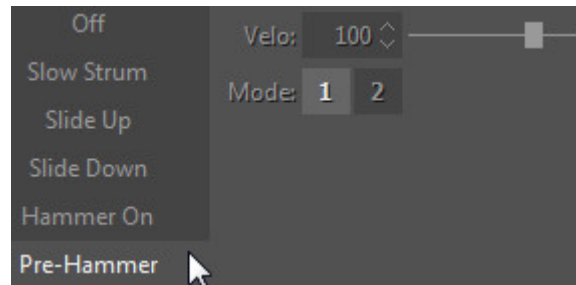 Off
Slow Strum
Slide Up
Slide Down
Hammer On
Pre-Hammer
Velo: 100
Mode: 1 2